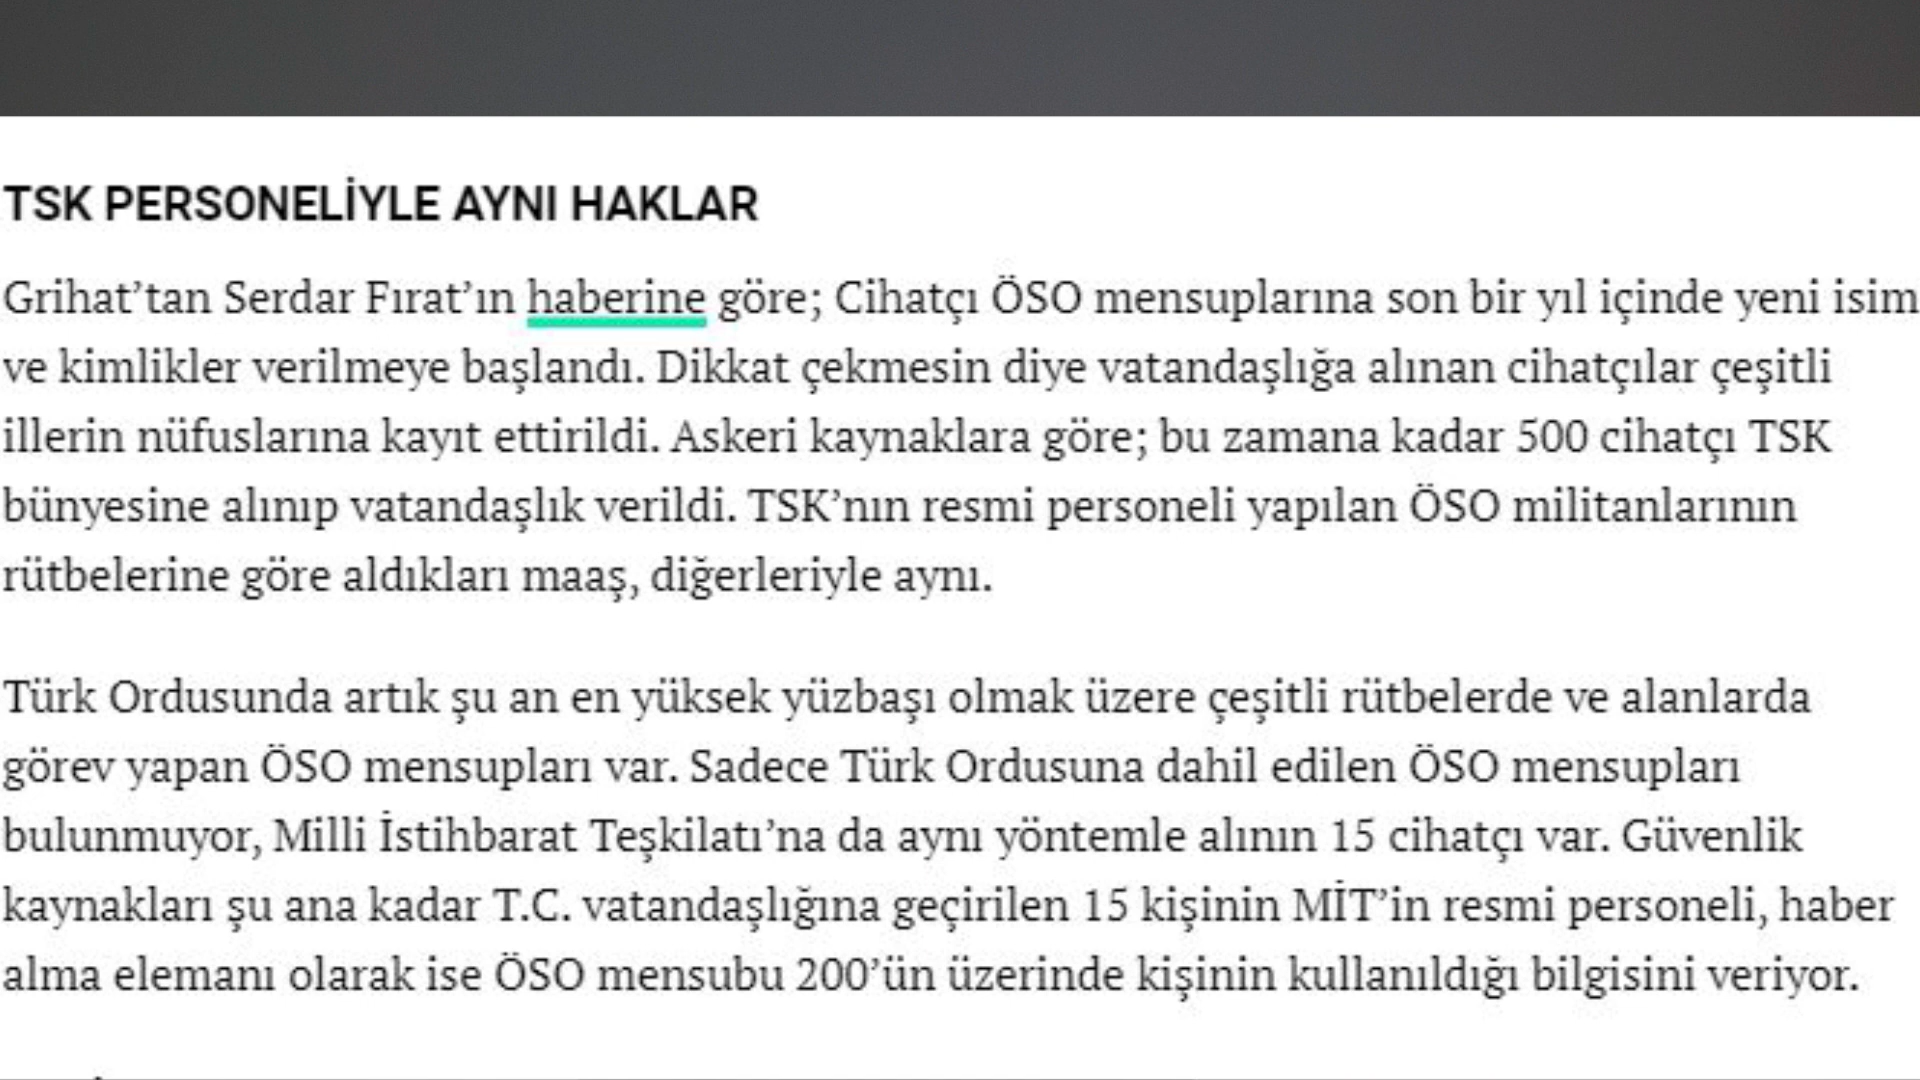 TSK PERSONELİYLE AYNI HAKLAR
Grihat’tan Serdar Fırat’ın haberine göre; Cihatçı ÖSO mensuplarına son bir yıl içinde yeni isim
ve kimlikler verilmeye başlandı. Dikkat çekmesin diye vatandaşlığa alınan cihatçılar çeşitli
illerin nüfuslarına kayıt ettirildi. Askeri kaynaklara göre; bu zamana kadar 500 cihatçı TSK
bünyesine alınıp vatandaşlık verildi. TSK’nın resmi personeli yapılan ÖSO militanlarının
rütbelerine göre aldıkları maaş, diğerleriyle aynı.
Türk Ordusunda artık şu an en yüksek yüzbaşı olmak üzere çeşitli rütbelerde ve alanlarda
görev yapan ÖSO mensupları var. Sadece Türk Ordusuna dahil edilen ÖSO mensupları
bulunmuyor, Milli İstihbarat Teşkilatı’na da aynı yöntemle alının 15 cihatçı var. Güvenlik
kaynakları şu ana kadar T.C. vatandaşlığına geçirilen 15 kişinin MİT’in resmi personeli, haber
alma elemanı olarak ise ÖSO mensubu 200’ün üzerinde kişinin kullanıldığı bilgisini veriyor.